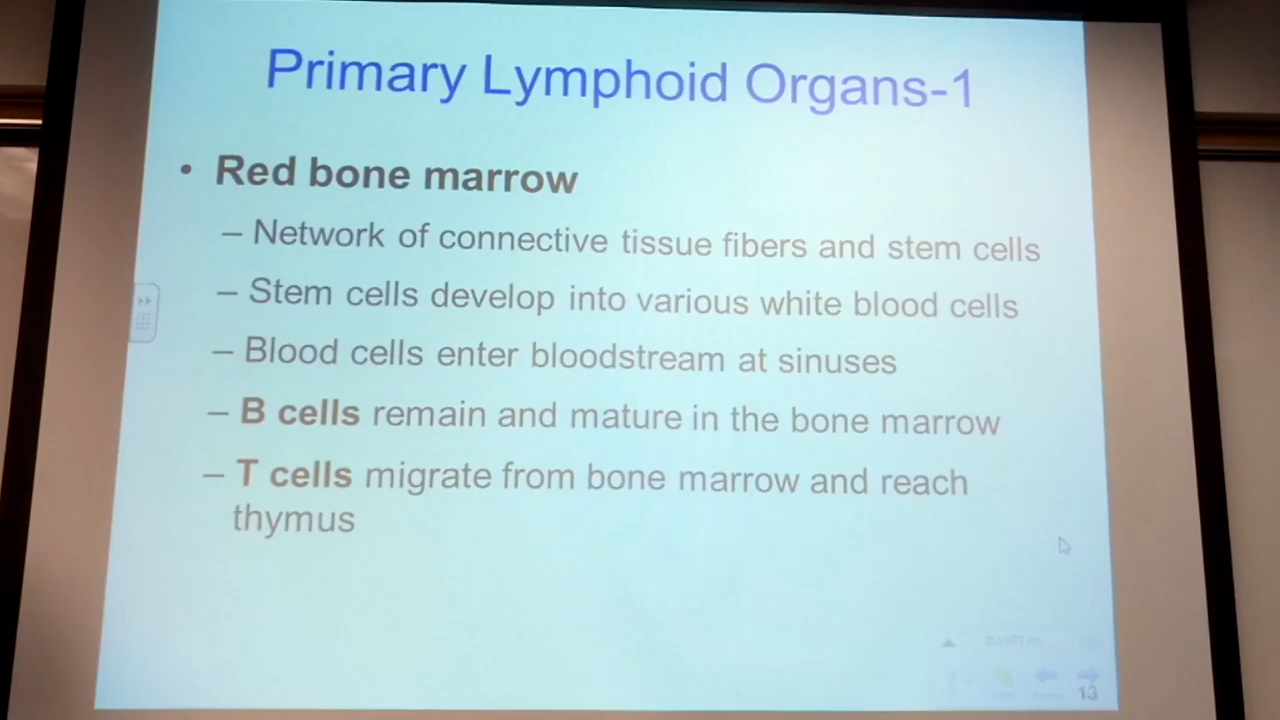 Primary Lymphoid Organs-1
• Red bone marrow
– Network of connective tissue fibers and stem cells
– Stem cells develop into various white blood cells
– Blood cells enter bloodstream at sinuses
– B cells remain and mature in the bone marrow
– T cells migrate from bone marrow and reach
thymus
13